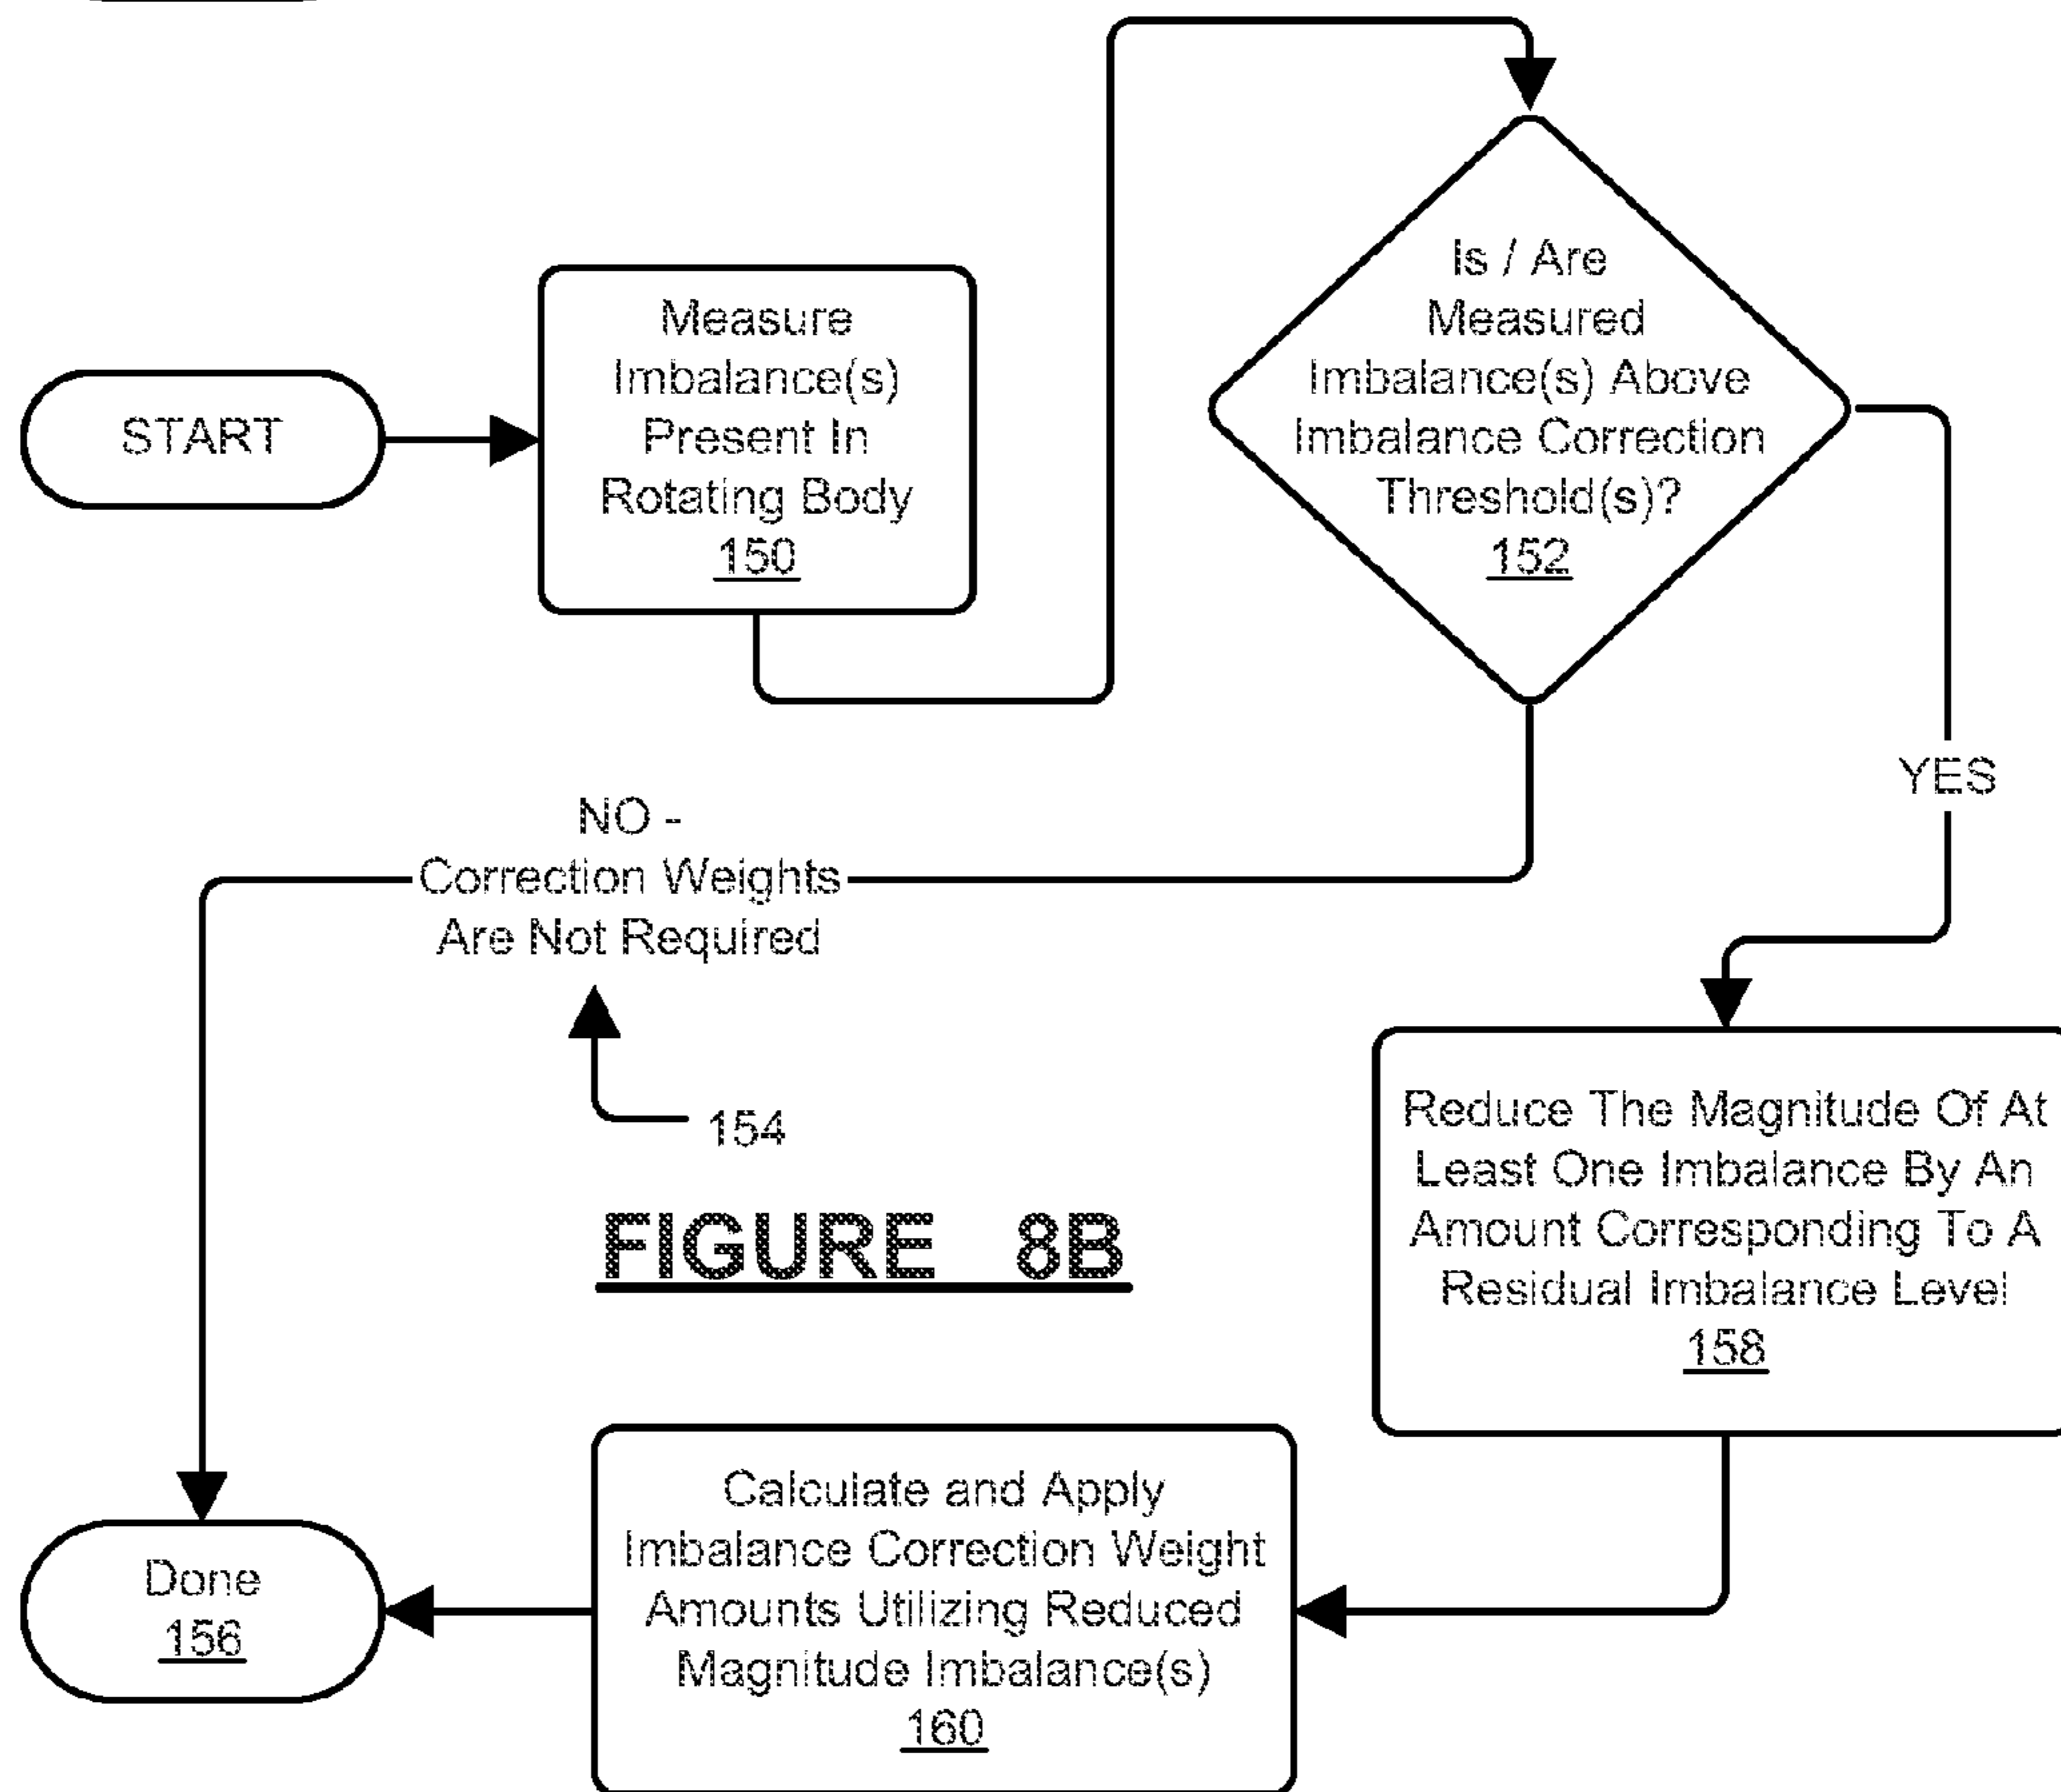 START
Measure
Imbalance(s)
Present In
Rotating Body
150
Is / Are
Measured
Imbalance(s) Above
Imbalance Correction
Threshold(s)?
152
YES
NO -
Correction Weights
Are Not Required
154
FIGURE 8B
Reduce The Magnitude Of At
Least One Imbalance By An
Amount Corresponding To A
Residual Imbalance Level
158
Calculate and Apply
Imbalance Correction Weight
Amounts Utilizing Reduced
Magnitude Imbalance(s)
160
Done
156